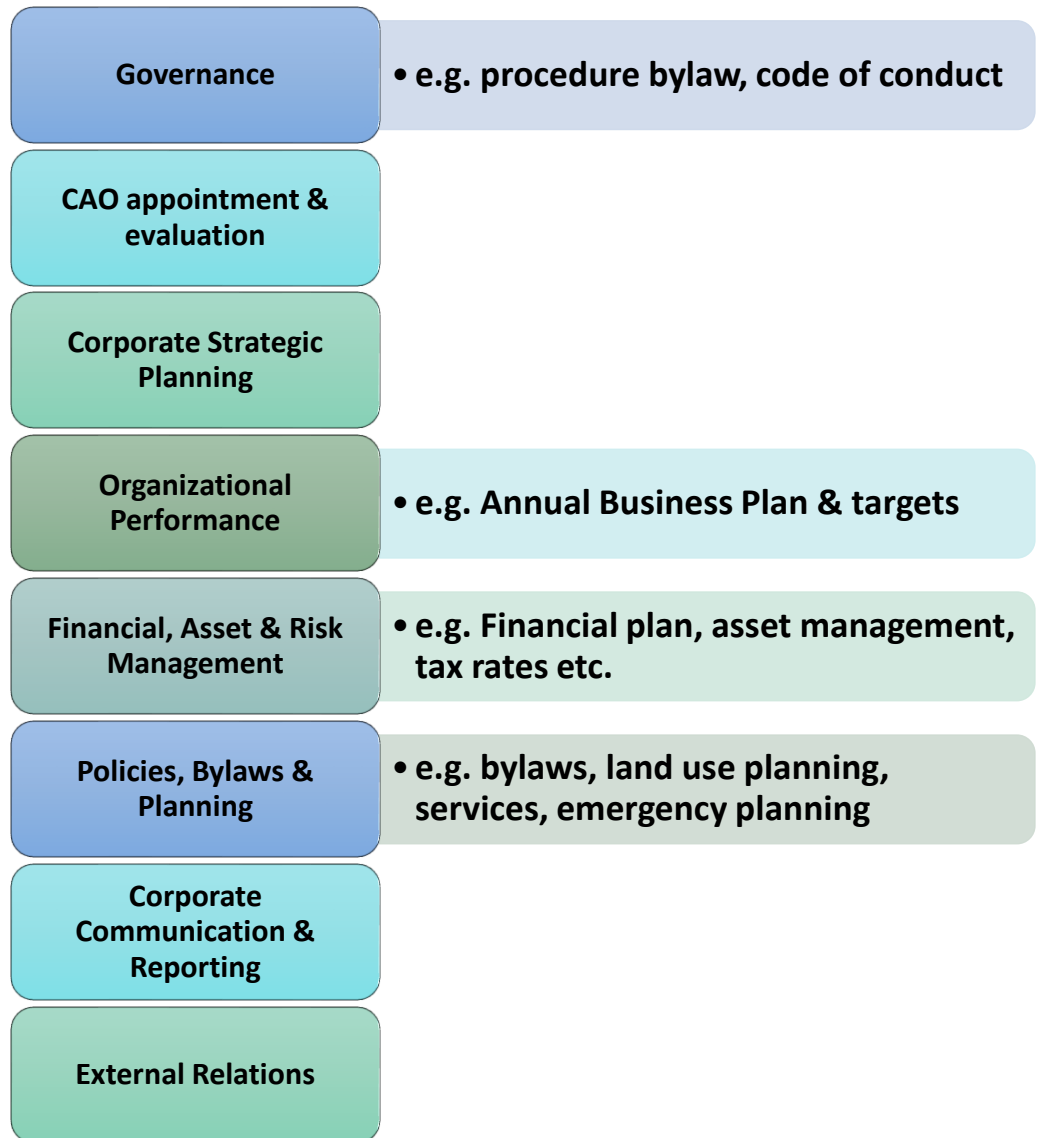 Governance
• e.g. procedure bylaw, code of conduct
CAO appointment &
evaluation
Corporate Strategic
Planning
Organizational
Performance
• e.g. Annual Business Plan & targets
Financial, Asset & Risk
Management
• e.g. Financial plan, asset management,
tax rates etc.
Policies, Bylaws &
Planning
• e.g. bylaws, land use planning,
services, emergency planning
Corporate
Communication &
Reporting
External Relations